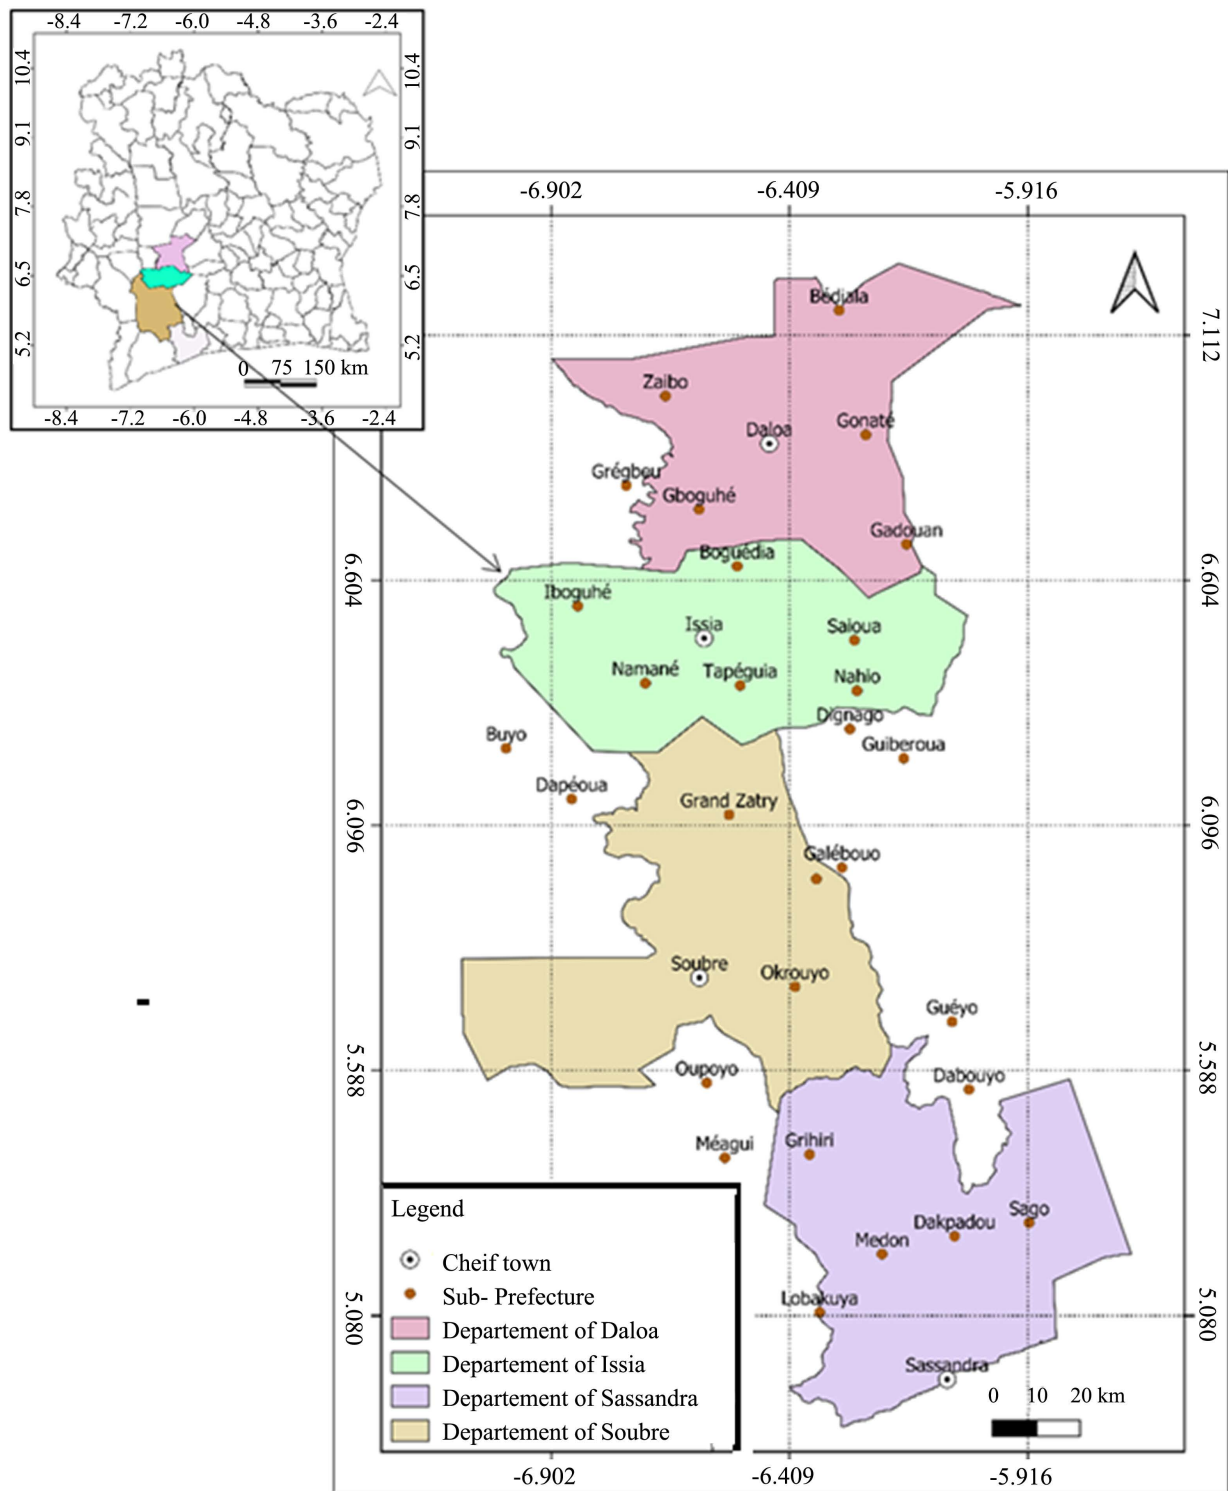 -8.4 -7.2 -6.0 -4.8 -3.6 -2.4
10.4 10.4
9.1 9.1
7.8 7.8
6.5 6.5
5.2 5.2
0 75 150 km
-8.4 -7.2 -6.0 -4.8 -3.6 -2.4
-6.902 -6.409 -5.916
Bédiala
7.112
Zaibo
Gonaté
Daloa
Grégbeu
Gboguhé
Gadouan
Boguédia
6.604 6.604
Iboguhé
Issia
Saioua
Namané
Tapéguia
Nahio
Dignago
Buyo
Guiberoua
Dapéoua
Grand Zatry
6.096 6.096
Galébouo
Soubre
Okrouyo
Guéyo
5.588 5.588
Oupoyo
Dabouyo
Méagui
Grihiri
Sago
Dakpadou
Medon
Lobakuya
5.080 5.080
Sassandra
0 10 20 km
Legend
Cheif town
Sub- Prefecture
Departement of Daloa
Departement of Issia
Departement of Sassandra
Departement of Soubre
-6.902 -6.409 -5.916